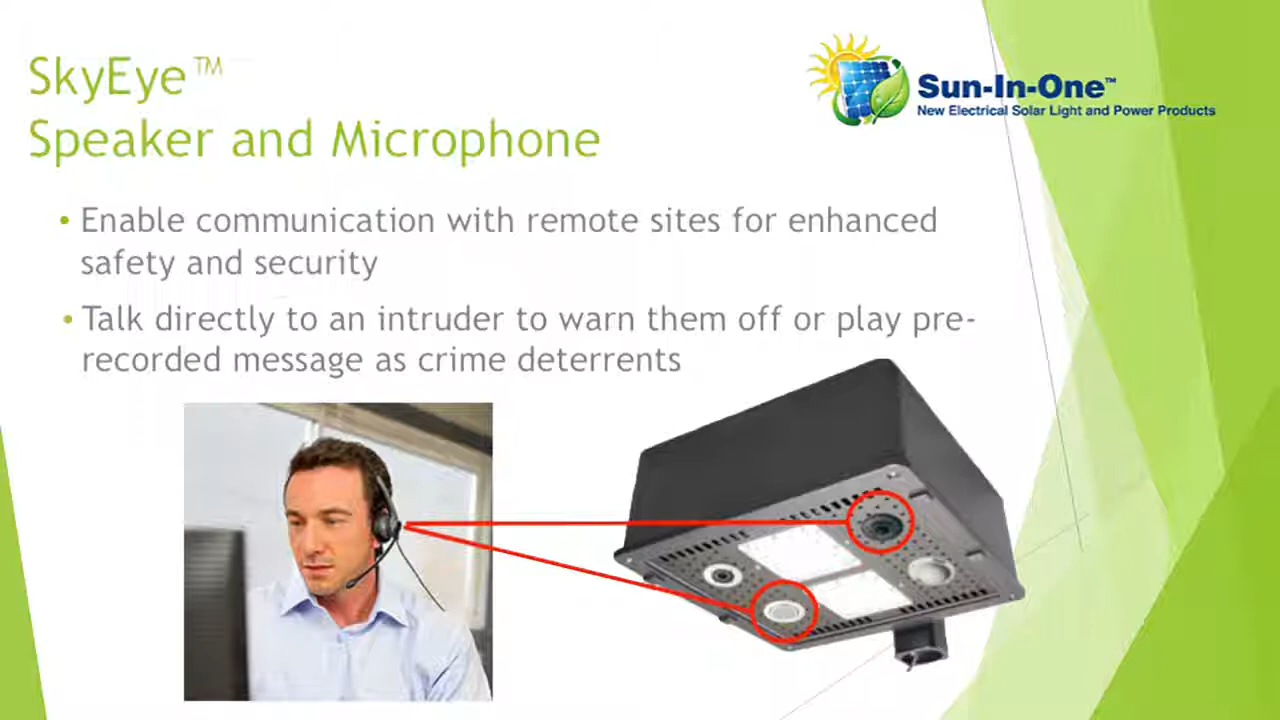 SkyEye™
Speaker and Microphone
Sun-In-One™
New Electrical Solar Light and Power Products
• Enable communication with remote sites for enhanced
safety and security
• Talk directly to an intruder to warn them off or play pre-
recorded message as crime deterrents